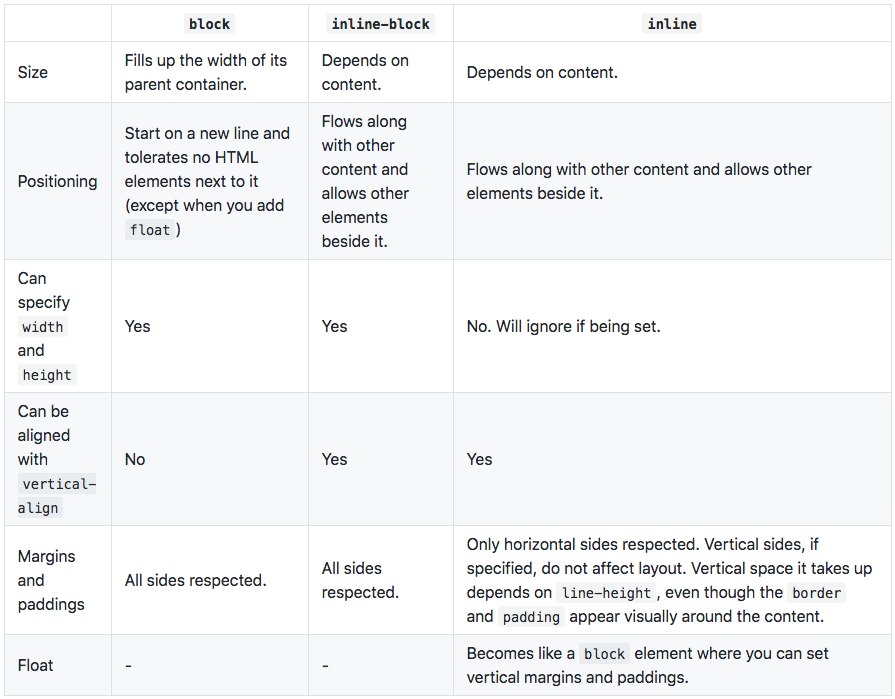 block inline-block inline
Size
Fills up the width of its
parent container.
Depends on
content.
Depends on content.
Positioning
Start on a new line and
tolerates no HTML
elements next to it
(except when you add
float )
Flows along
with other
content and
allows other
elements
beside it.
Flows along with other content and allows other
elements beside it.
Can
specify
width
and
height
Yes
Yes
No. Will ignore if being set.
Can be
aligned
with
vertical-
align
No
Yes
Yes
Margins
and
paddings
All sides respected.
All sides
respected.
Only horizontal sides respected. Vertical sides, if
specified, do not affect layout. Vertical space it takes up
depends on line-height , even though the border
and padding appear visually around the content.
Float
-
-
Becomes like a block element where you can set
vertical margins and paddings.